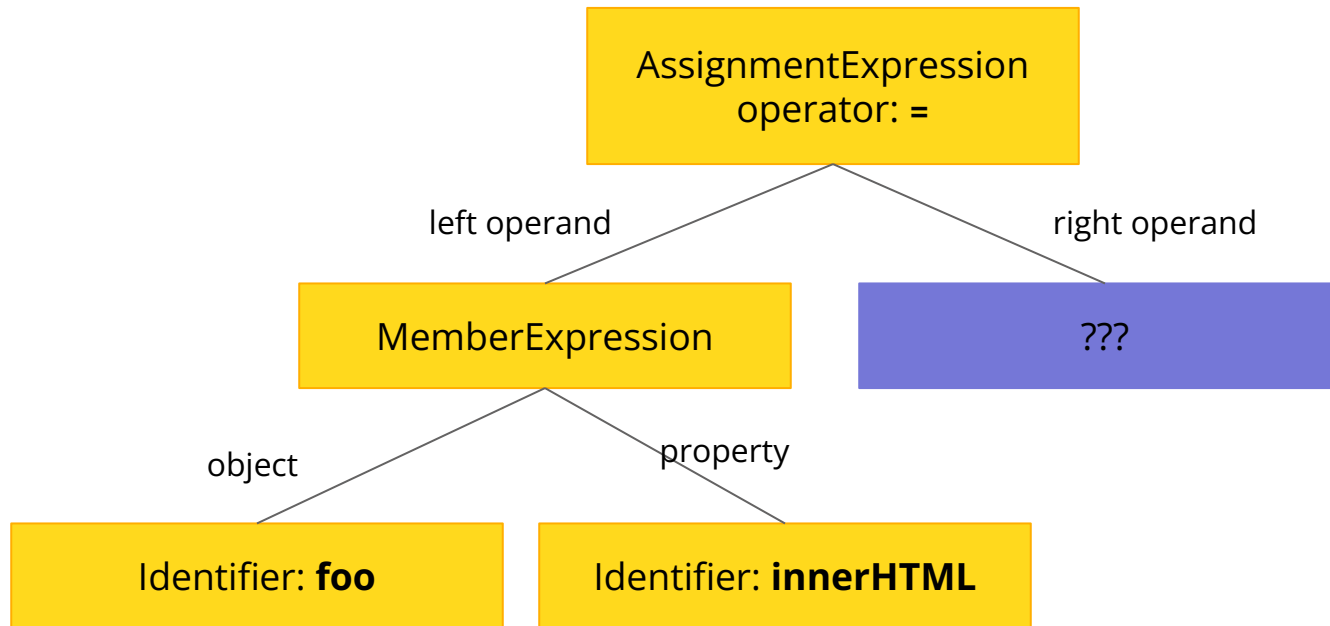 AssignmentExpression
operator: =
left operand
right operand
MemberExpression
???
object
property
Identifier: foo
Identifier: innerHTML